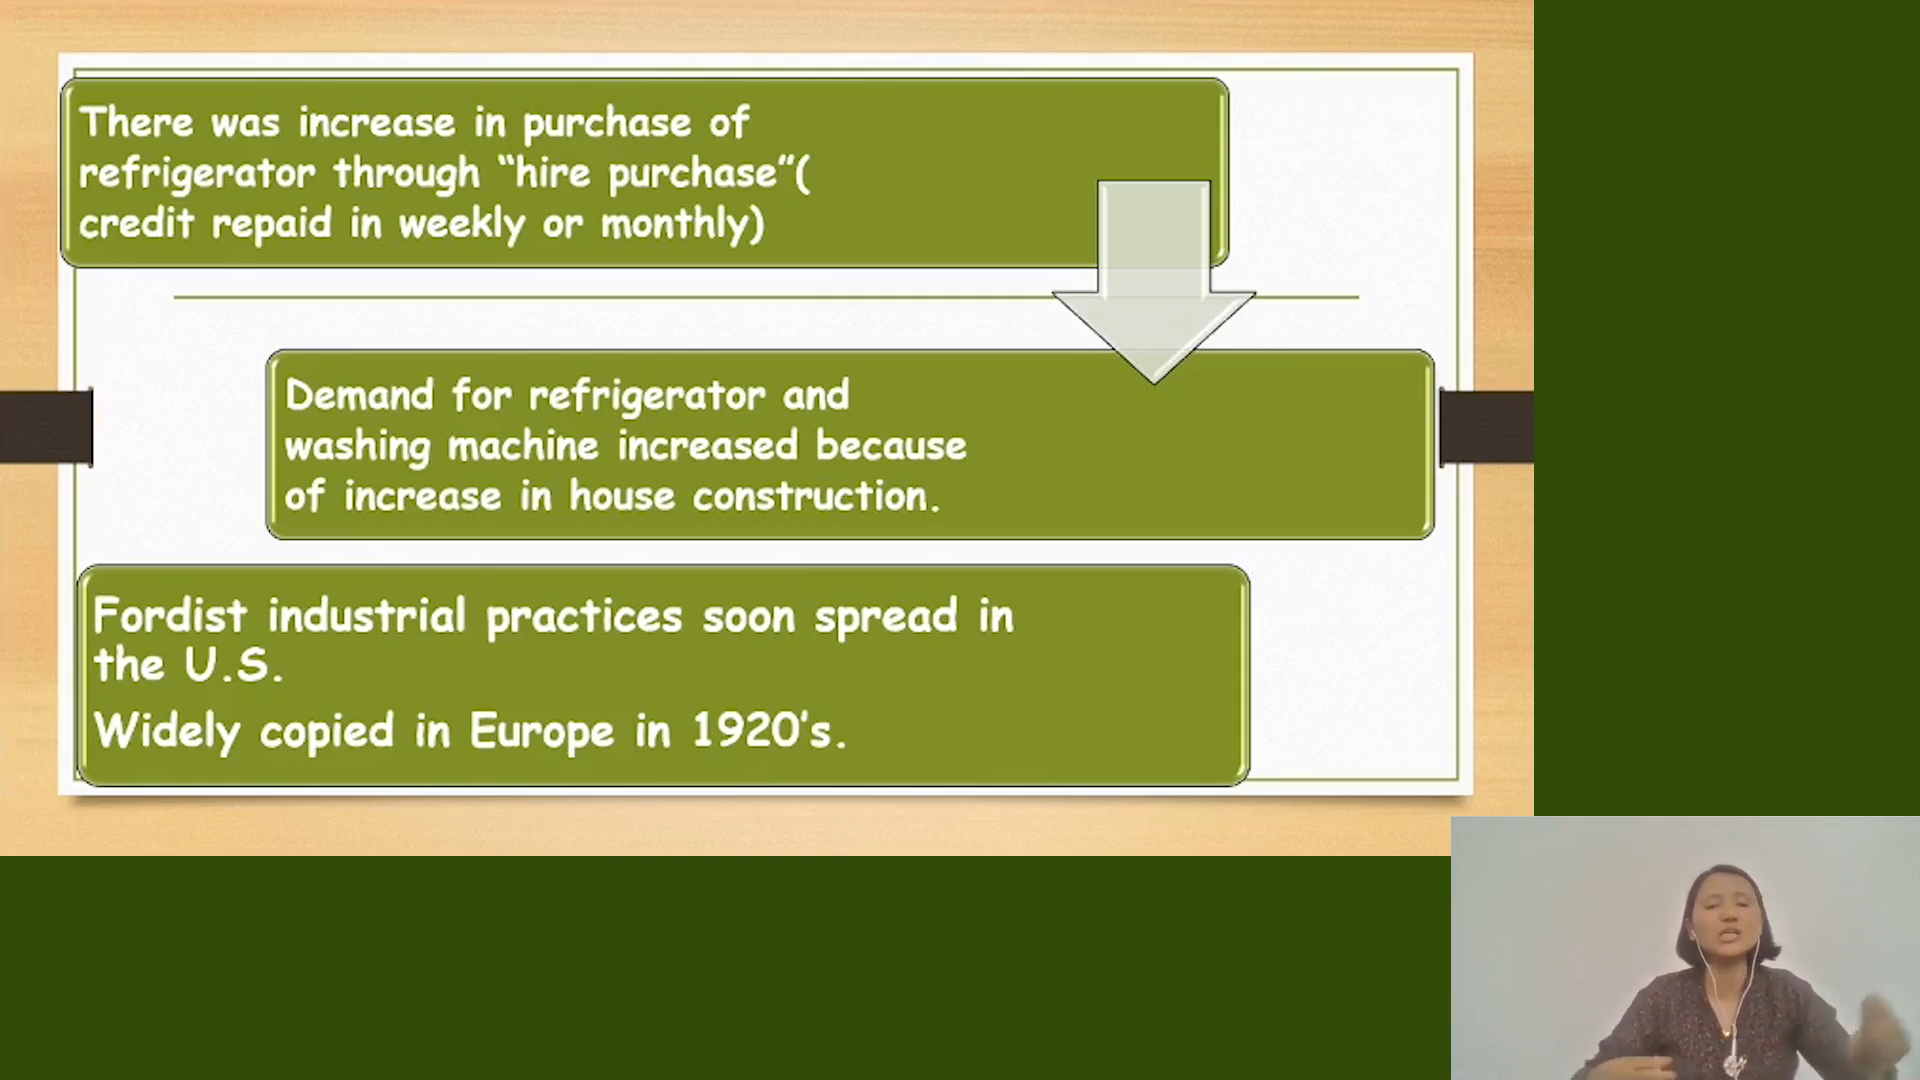 There was increase in purchase of
refrigerator through “hire purchase”(
credit repaid in weekly or monthly)
Demand for refrigerator and
washing machine increased because
of increase in house construction.
Fordist industrial practices soon spread in
the U.S.
Widely copied in Europe in 1920’s.